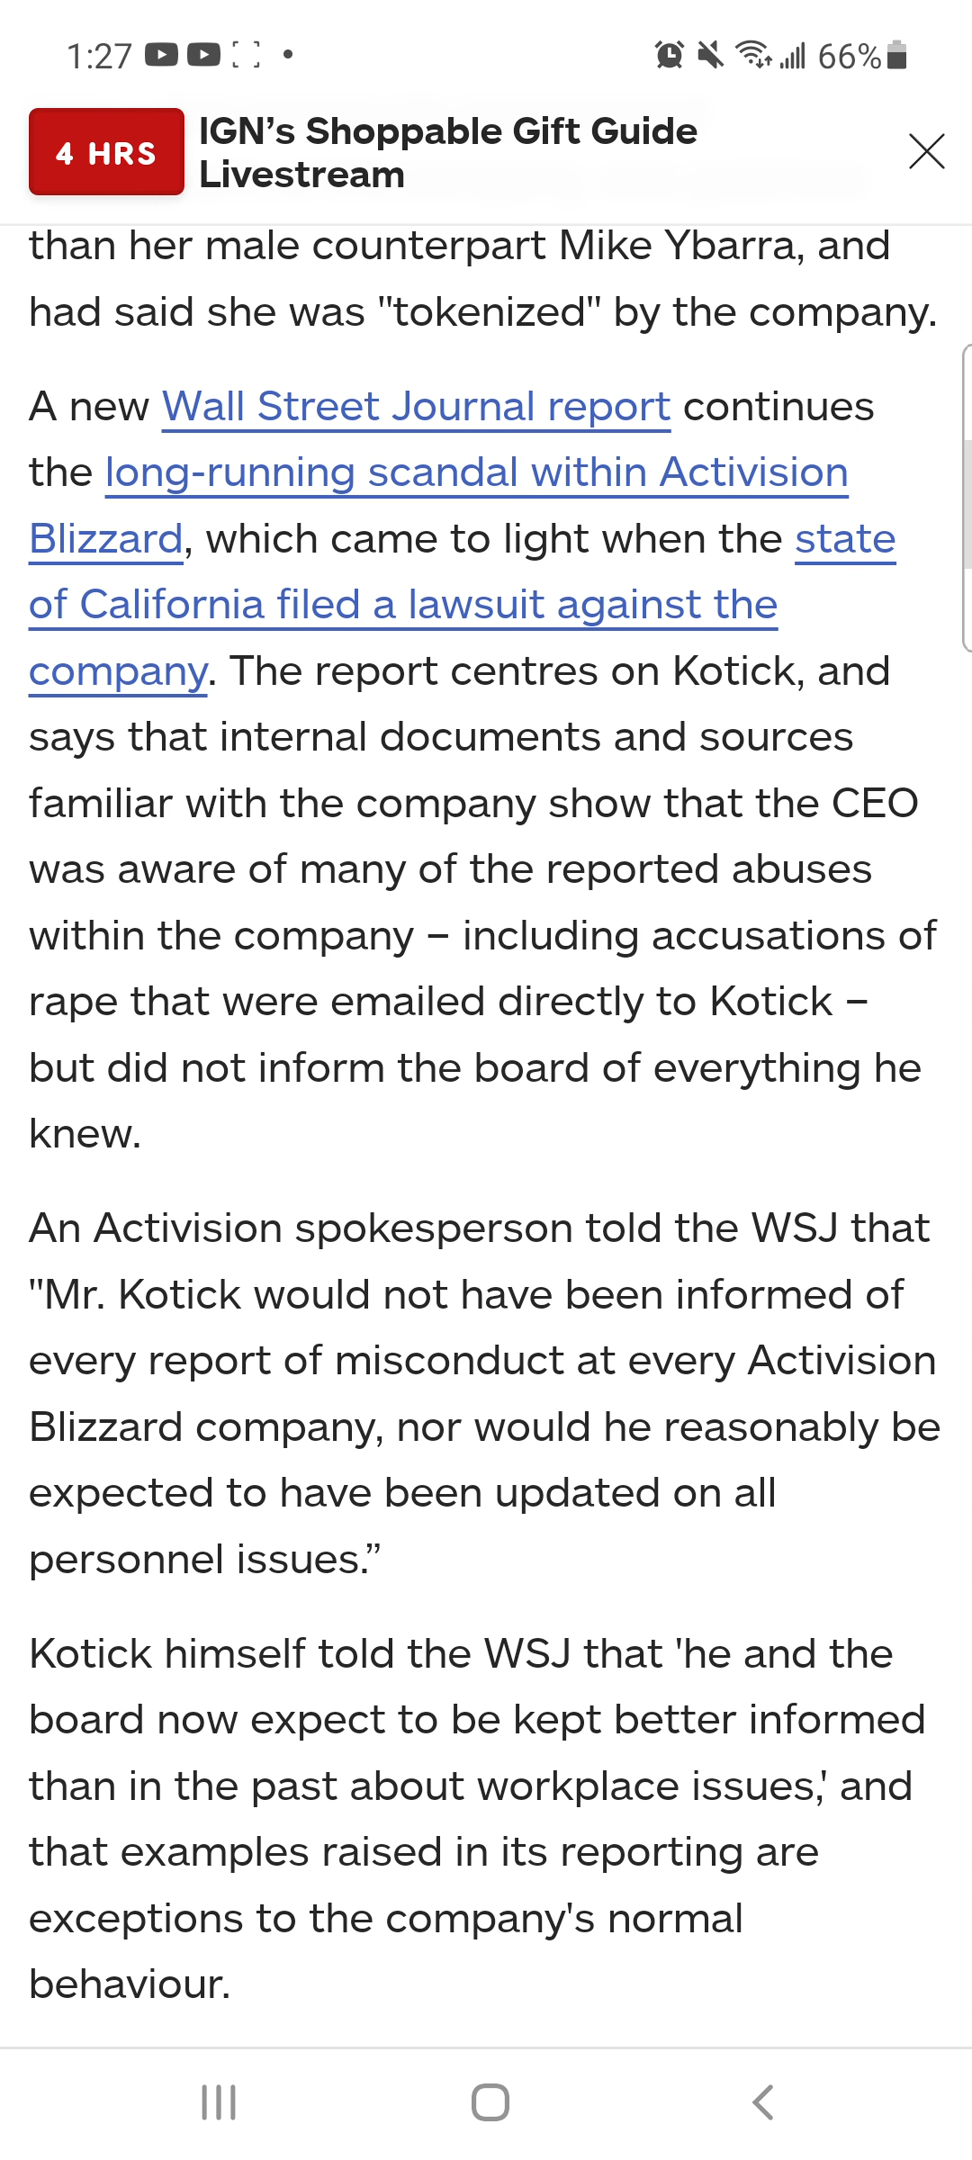 1:27
66%
4 HRS
IGN's Shoppable Gift Guide
Livestream
than her male counterpart Mike Ybarra, and
had said she was "tokenized" by the company.
A new Wall Street Journal report continues
the long-running scandal within Activision
Blizzard, which came to light when the state
of California filed a lawsuit against the
company. The report centres on Kotick, and
says that internal documents and sources
familiar with the company show that the CEO
was aware of many of the reported abuses
within the company – including accusations of
rape that were emailed directly to Kotick –
but did not inform the board of everything he
knew.
An Activision spokesperson told the WSJ that
"Mr. Kotick would not have been informed of
every report of misconduct at every Activision
Blizzard company, nor would he reasonably be
expected to have been updated on all
personnel issues.”
Kotick himself told the WSJ that 'he and the
board now expect to be kept better informed
than in the past about workplace issues,' and
that examples raised in its reporting are
exceptions to the company's normal
behaviour.